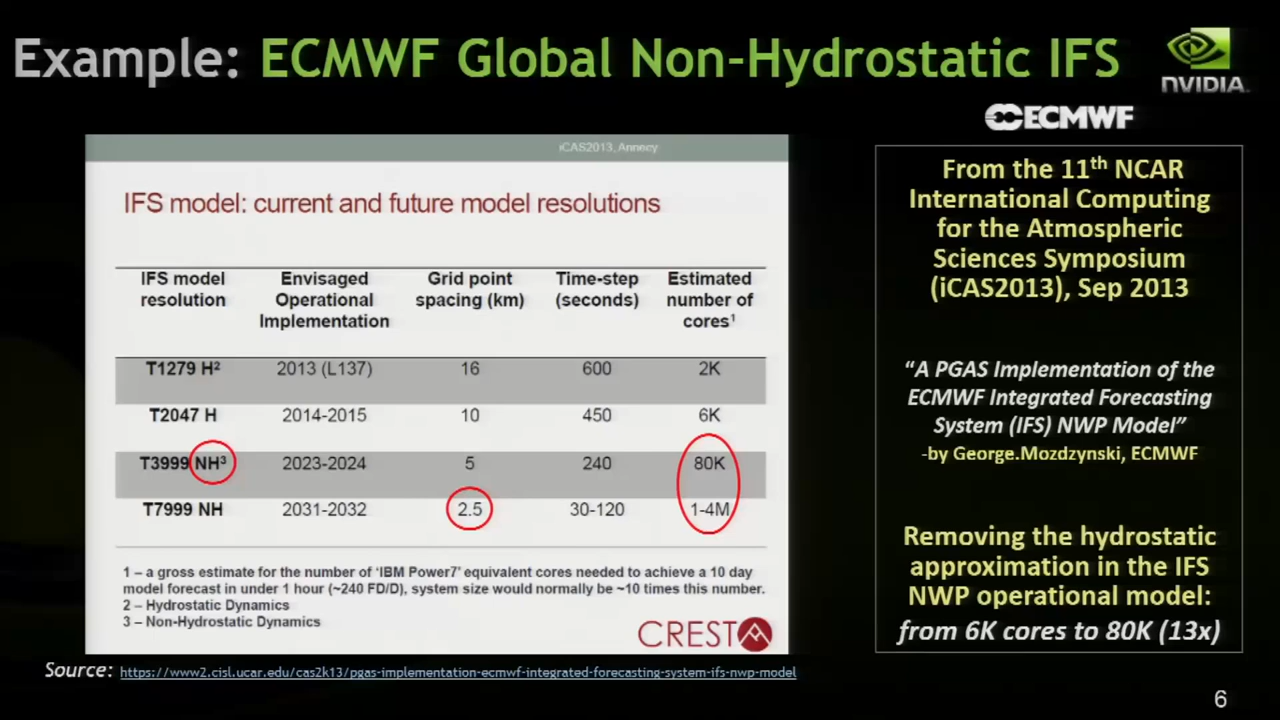 Example: ECMWF Global Non-Hydrostatic IFS
NVIDIA.
ECMWF
iCAS2013, Annecy
IFS model: current and future model resolutions
IFS model resolution | Envisaged Operational Implementation | Grid point spacing (km) | Time-step (seconds) | Estimated number of cores¹
T1279 H² | 2013 (L137) | 16 | 600 | 2K
T2047 H | 2014-2015 | 10 | 450 | 6K
T3999 NH³ | 2023-2024 | 5 | 240 | 80K
T7999 NH | 2031-2032 | 2.5 | 30-120 | 1-4M
1 – a gross estimate for the number of 'IBM Power7' equivalent cores needed to achieve a 10 day
model forecast in under 1 hour (~240 FD/D), system size would normally be ~10 times this number.
2 – Hydrostatic Dynamics
3 – Non-Hydrostatic Dynamics
CRESTA
From the 11th NCAR
International Computing
for the Atmospheric
Sciences Symposium
(iCAS2013), Sep 2013
“A PGAS Implementation of the
ECMWF Integrated Forecasting
System (IFS) NWP Model”
-by George.Mozdzynski, ECMWF
Removing the hydrostatic
approximation in the IFS
NWP operational model:
from 6K cores to 80K (13x)
Source: https://www2.cisl.ucar.edu/cas2k13/pgas-implementation-ecmwf-integrated-forecasting-system-ifs-nwp-model
6